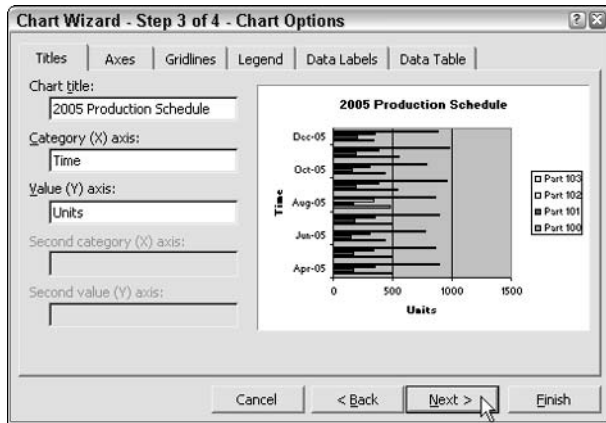 Chart Wizard - Step 3 of 4 - Chart Options
Titles
Axes
Gridlines
Legend
Data Labels
Data Table
Chart title:
2005 Production Schedule
Category (X) axis:
Time
Value (Y) axis:
Units
Second category (X) axis:
Second value (Y) axis:
2005 Production Schedule
Time
Dec-05
Oct-05
Aug-05
Jun-05
Apr-05
0 500 1000 1500
Units
Part 103
Part 102
Part 101
Part 100
Cancel
< Back
Next >
Finish